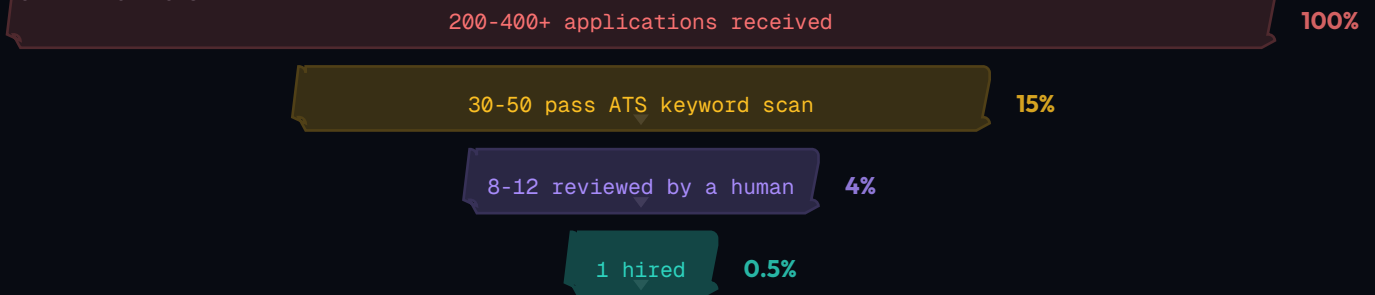 200-400+ applications received 100%
30-50 pass ATS keyword scan 15%
8-12 reviewed by a human 4%
1 hired 0.5%